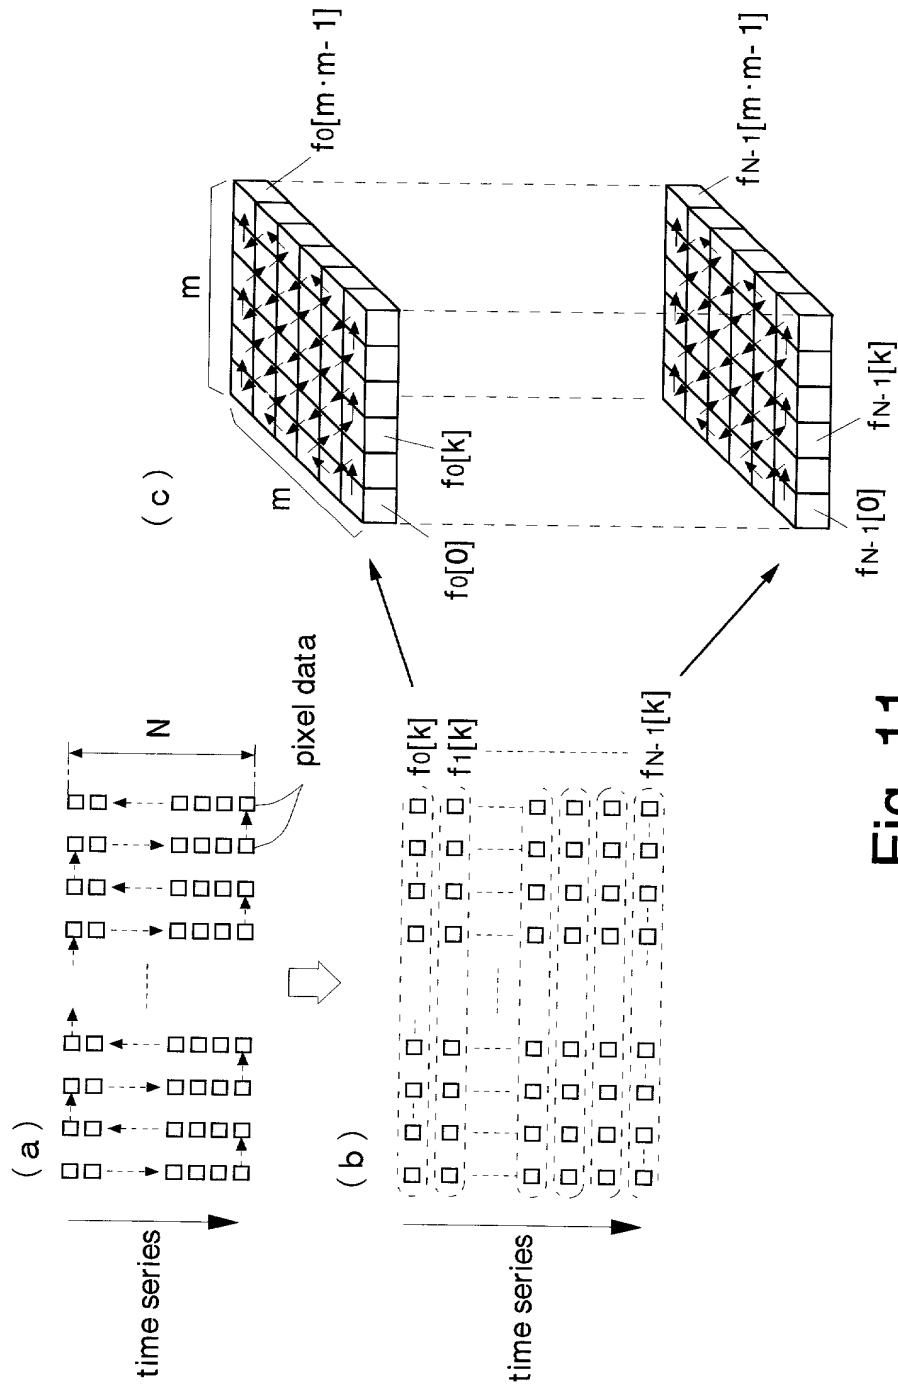 (a)
time series
N
pixel data
(b)
time series
f0[k]
f1[k]
fN-1[k]
(c)
m
m
f0[0]
f0[k]
f0[m·m-1]
fN-1[0]
fN-1[k]
fN-1[m·m-1]
Fig. 11